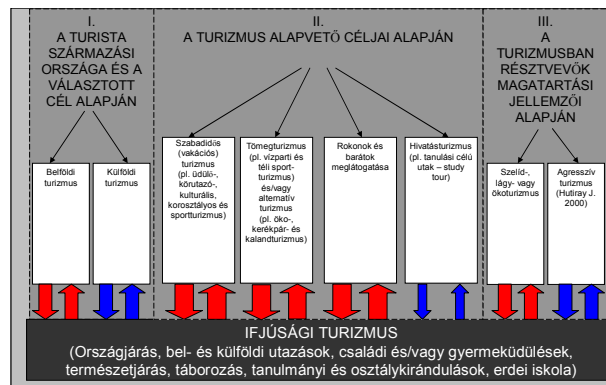 I.
A TURISTA
SZÁRMAZÁSI
ORSZÁGA ÉS A
VÁLASZTOTT
CÉL ALAPJÁN
II.
A TURIZMUS ALAPVETŐ CÉLJAI ALAPJÁN
III.
A
TURIZMUSBAN
RÉSZTVEVŐK
MAGATARTÁSI
JELLEMZŐI
ALAPJÁN
Belföldi
turizmus
Külföldi
turizmus
Szabadidős
(vakációs)
turizmus
(pl. üdülő-,
körutazó-,
kulturális,
korosztályos és
sportturizmus)
Tömegturizmus
(pl. vízparti és
téli sport-
turizmus)
és/vagy
alternatív
turizmus
(pl. öko-,
kerékpár- és
kalandturizmus)
Rokonok és
barátok
meglátogatása
Hivatásturizmus
(pl. tanulási célú
utak – study
tour)
Szelíd-,
lágy- vagy
ökoturizmus
Agresszív
turizmus
(Hutiray J.
2000)
IFJÚSÁGI TURIZMUS
(Országjárás, bel- és külföldi utazások, családi és/vagy gyermeküdülések,
természetjárás, táborozás, tanulmányi és osztálykirándulások, erdei iskola)